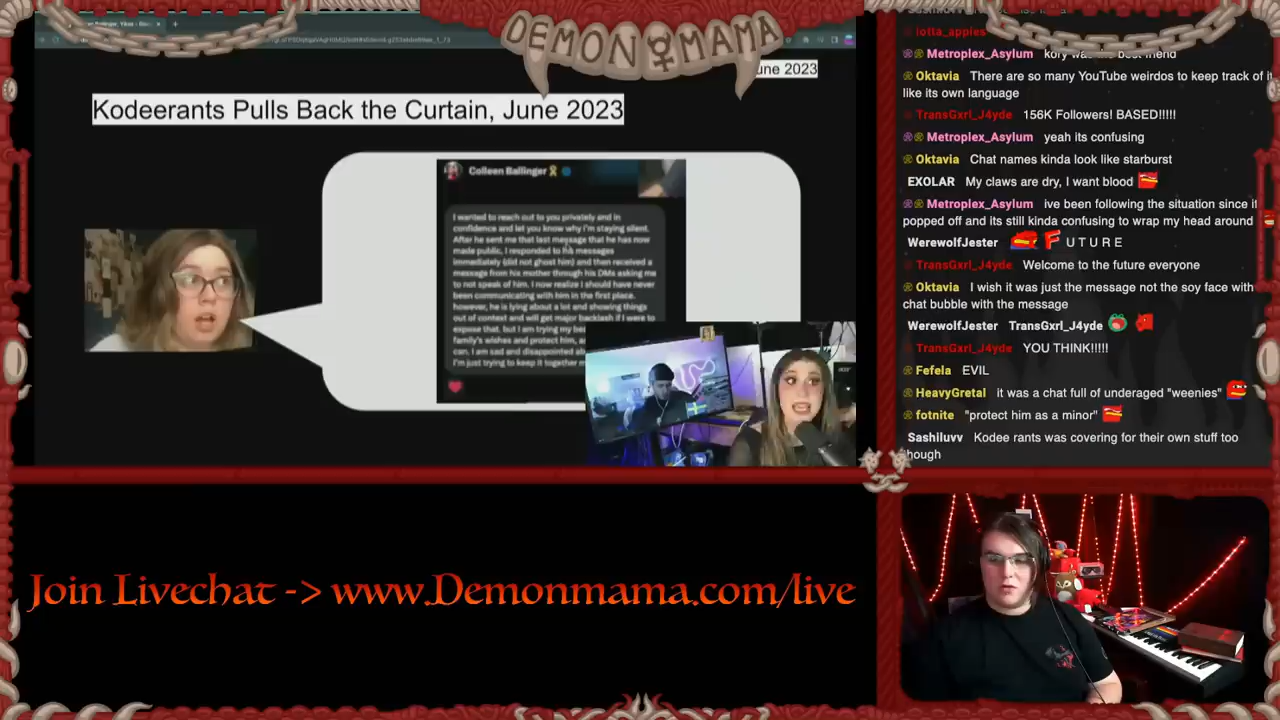 DEMON MAMA
June 2023
Kodeerants Pulls Back the Curtain, June 2023
Colleen Ballinger
I wanted to reach out to you privately and in
confidence and let you know why I'm staying silent.
After he sent me that last message that he has now
made public, I responded to his messages
immediately (did not ghost him) and then received a
message from his mother through his DMs asking me
to not speak of him. I now realize I should have never
been communicating with him in the first place.
however, he is lying about a lot and showing things
out of context and will get major backlash if I were to
expose that, but I am trying my
family's wishes and protect him,
can. I am sad and disappointed
I'm just trying to keep it together
lotta_apples
Metroplex_Asylum kory was best friend
Oktavia There are so many YouTube weirdos to keep track of
like its own language
TransGxrl_J4yde 156K Followers! BASED!!!!!
Metroplex_Asylum yeah its confusing
Oktavia Chat names kinda look like starburst
EXOLAR My claws are dry, I want blood
Metroplex_Asylum ive been following the situation since it
popped off and its still kinda confusing to wrap my head around
WerewolfJester F U T U R E
TransGxrl_J4yde Welcome to the future everyone
Oktavia I wish it was just the message not the soy face with
chat bubble with the message
WerewolfJester TransGxrl_J4yde
TransGxrl_J4yde YOU THINK!!!!!
Fefela EVIL
HeavyGretal it was a chat full of underaged "weenies"
fotnite "protect him as a minor"
Sashiluvv Kodee rants was covering for their own stuff too
though
Join Livechat -> www.Demonmama.com/live